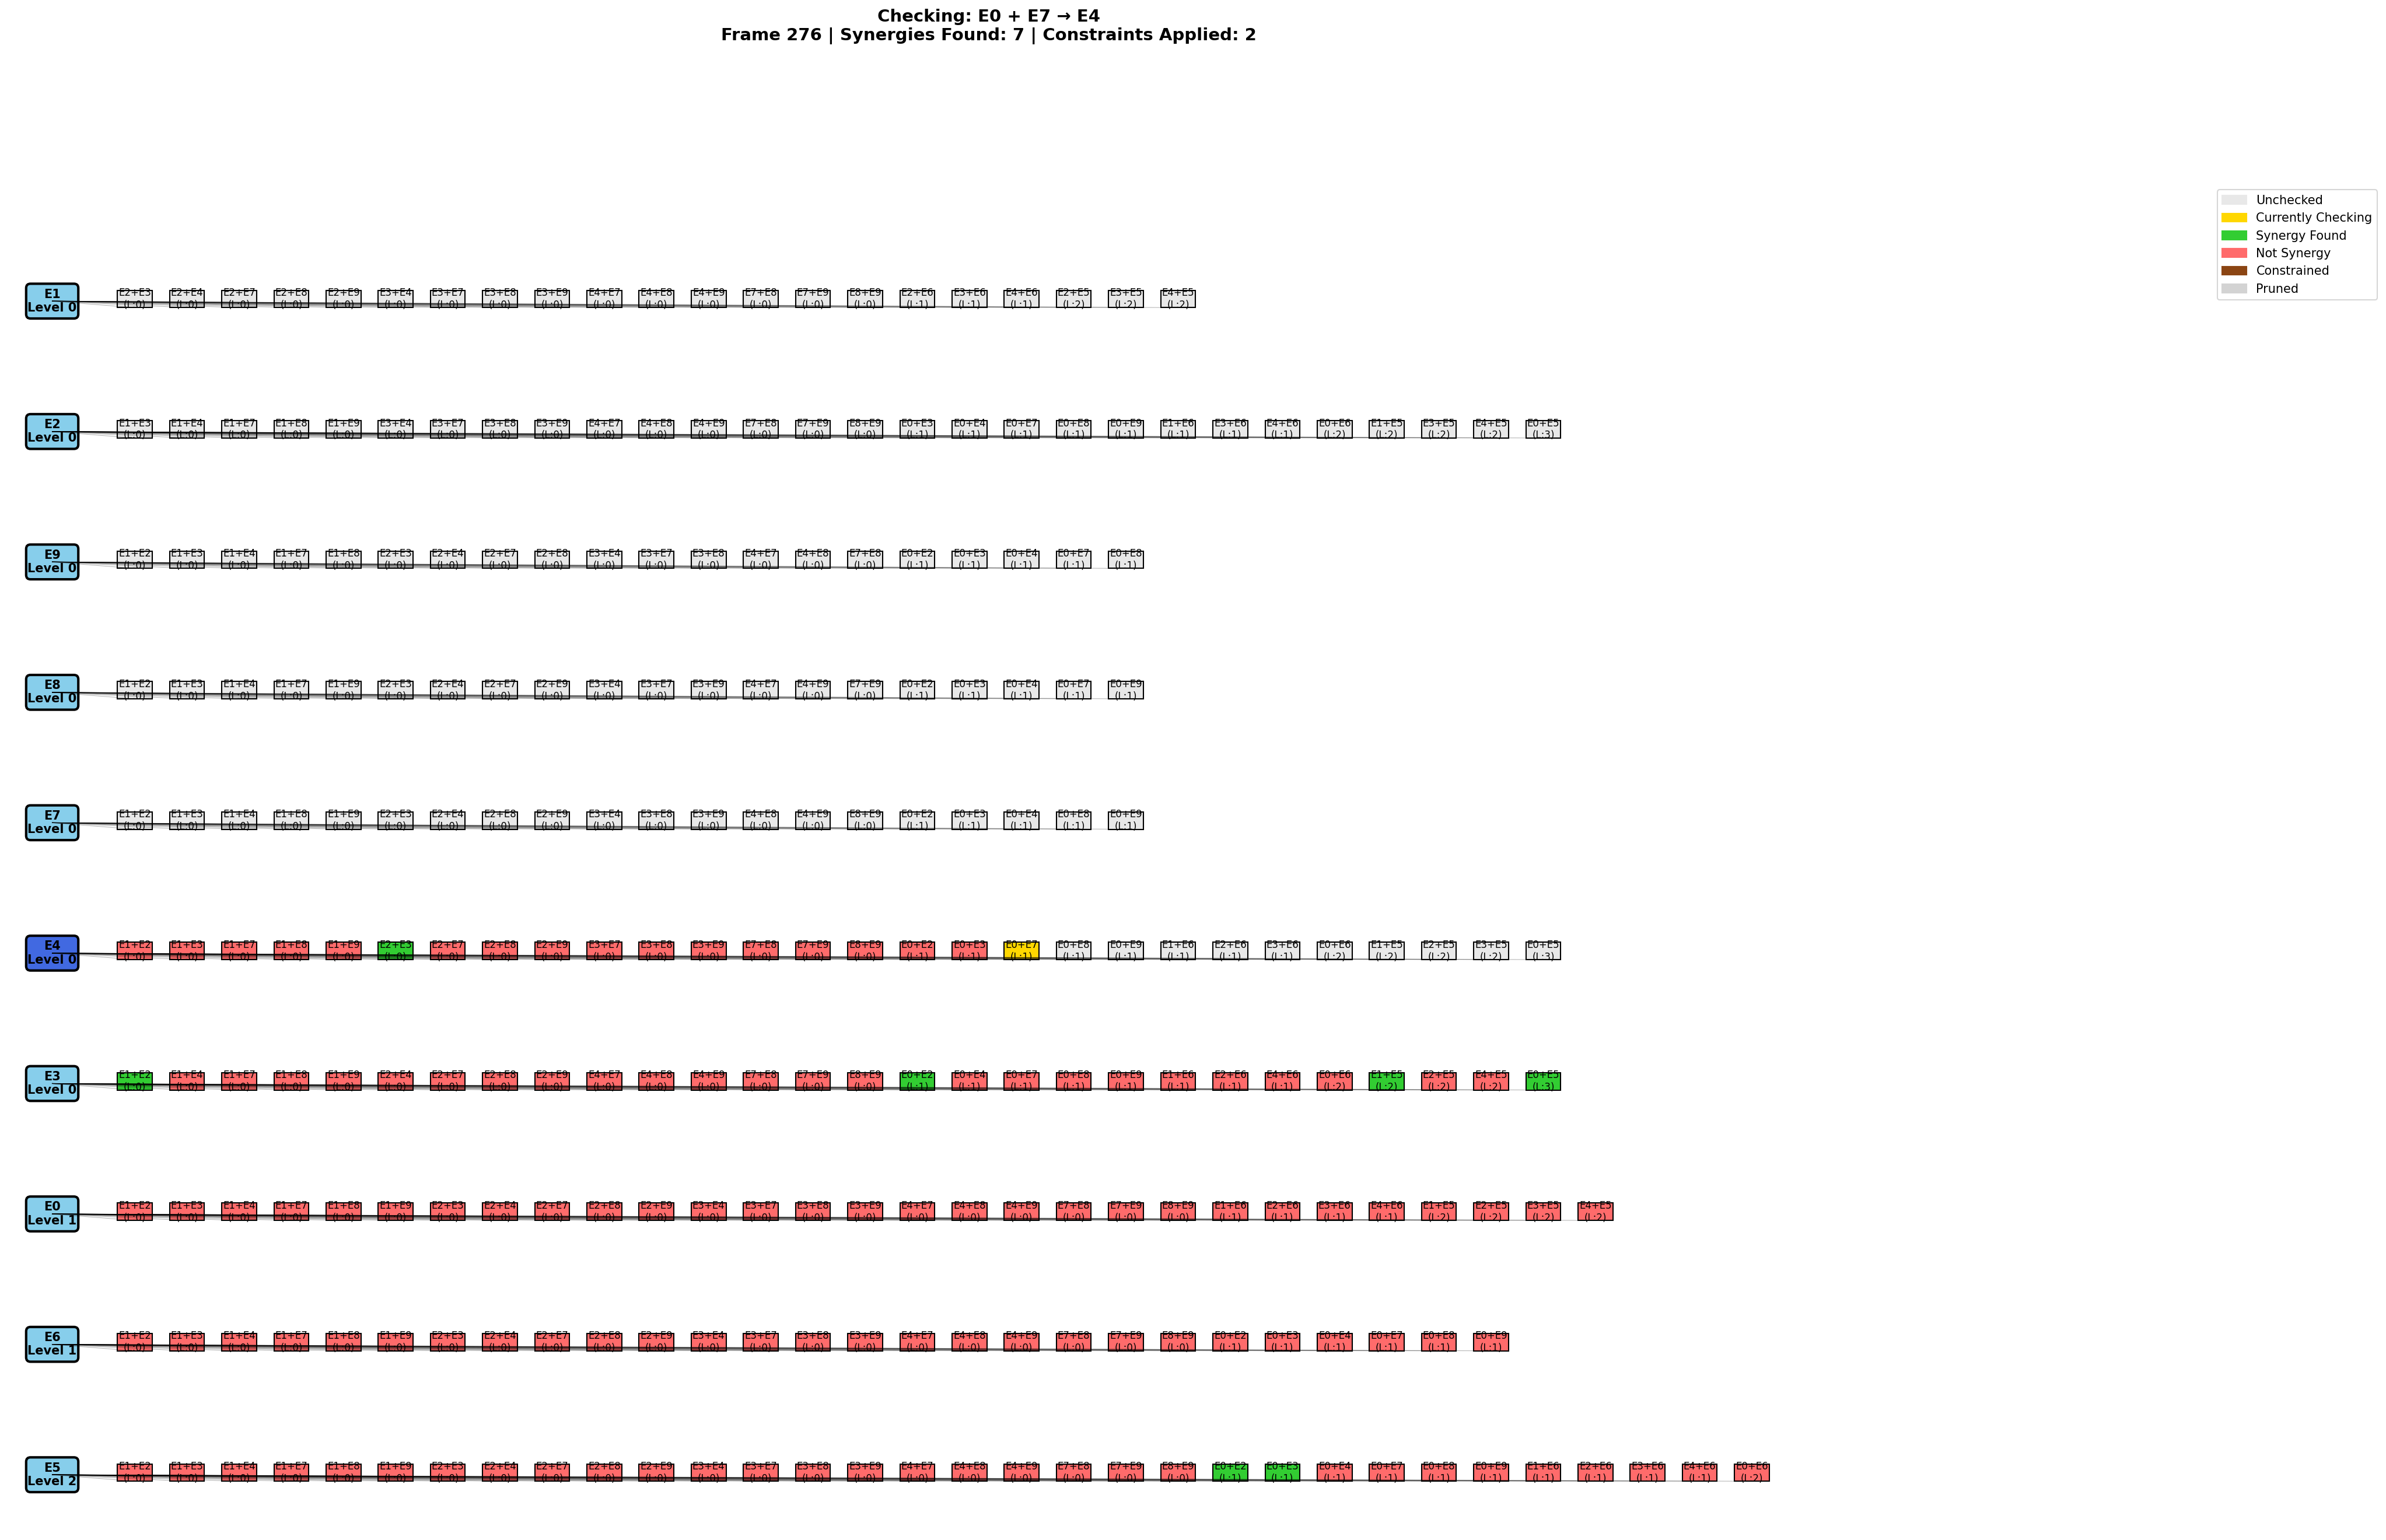 Checking: E0 + E7 → E4
Frame 276 | Synergies Found: 7 | Constraints Applied: 2
Unchecked
Currently Checking
Synergy Found
Not Synergy
Constrained
Pruned
E1 E2+E3 E2+E4 E2+E7 E2+E8 E2+E9 E3+E4 E3+E7 E3+E8 E3+E9 E4+E7 E4+E8 E4+E9 E7+E8 E7+E9 E8+E9 E2+E6 E3+E6 E4+E6 E2+E5 E3+E5 E4+E5
Level 0 (L:0) (L:0) (L:0) (L:0) (L:0) (L:0) (L:0) (L:0) (L:0) (L:0) (L:0) (L:0) (L:0) (L:0) (L:0) (L:1) (L:1) (L:1) (L:2) (L:2) (L:2)
E2 E1+E3 E1+E4 E1+E7 E1+E8 E1+E9 E3+E4 E3+E7 E3+E8 E3+E9 E4+E7 E4+E8 E4+E9 E7+E8 E7+E9 E8+E9 E0+E3 E0+E4 E0+E7 E0+E8 E0+E9 E1+E6 E3+E6 E4+E6 E0+E6 E1+E5 E3+E5 E4+E5 E0+E5
Level 0 (L:0) (L:0) (L:0) (L:0) (L:0) (L:0) (L:0) (L:0) (L:0) (L:0) (L:0) (L:0) (L:0) (L:0) (L:0) (L:1) (L:1) (L:1) (L:1) (L:1) (L:1) (L:1) (L:1) (L:2) (L:2) (L:2) (L:2) (L:3)
E9 E1+E2 E1+E3 E1+E4 E1+E7 E1+E8 E2+E3 E2+E4 E2+E7 E2+E8 E3+E4 E3+E7 E3+E8 E4+E7 E4+E8 E7+E8 E0+E2 E0+E3 E0+E4 E0+E7 E0+E8
Level 0 (L:0) (L:0) (L:0) (L:0) (L:0) (L:0) (L:0) (L:0) (L:0) (L:0) (L:0) (L:0) (L:0) (L:0) (L:0) (L:1) (L:1) (L:1) (L:1) (L:1)
E8 E1+E2 E1+E3 E1+E4 E1+E7 E1+E9 E2+E3 E2+E4 E2+E7 E2+E9 E3+E4 E3+E7 E3+E9 E4+E7 E4+E9 E7+E9 E0+E2 E0+E3 E0+E4 E0+E7 E0+E9
Level 0 (L:0) (L:0) (L:0) (L:0) (L:0) (L:0) (L:0) (L:0) (L:0) (L:0) (L:0) (L:0) (L:0) (L:0) (L:0) (L:1) (L:1) (L:1) (L:1) (L:1)
E7 E1+E2 E1+E3 E1+E4 E1+E8 E1+E9 E2+E3 E2+E4 E2+E8 E2+E9 E3+E4 E3+E8 E3+E9 E4+E8 E4+E9 E8+E9 E0+E2 E0+E3 E0+E4 E0+E8 E0+E9
Level 0 (L:0) (L:0) (L:0) (L:0) (L:0) (L:0) (L:0) (L:0) (L:0) (L:0) (L:0) (L:0) (L:0) (L:0) (L:0) (L:1) (L:1) (L:1) (L:1) (L:1)
E4 E1+E2 E1+E3 E1+E7 E1+E8 E1+E9 E2+E3 E2+E7 E2+E8 E2+E9 E3+E7 E3+E8 E3+E9 E7+E8 E7+E9 E8+E9 E0+E2 E0+E3 E0+E7 E0+E8 E0+E9 E1+E6 E2+E6 E3+E6 E0+E6 E1+E5 E2+E5 E3+E5 E0+E5
Level 0 (L:0) (L:0) (L:0) (L:0) (L:0) (L:0) (L:0) (L:0) (L:0) (L:0) (L:0) (L:0) (L:0) (L:0) (L:0) (L:1) (L:1) (L:1) (L:1) (L:1) (L:1) (L:1) (L:1) (L:2) (L:2) (L:2) (L:2) (L:3)
E3 E1+E2 E1+E4 E1+E7 E1+E8 E1+E9 E2+E4 E2+E7 E2+E8 E2+E9 E4+E7 E4+E8 E4+E9 E7+E8 E7+E9 E8+E9 E0+E2 E0+E4 E0+E7 E0+E8 E0+E9 E1+E6 E2+E6 E4+E6 E0+E6 E1+E5 E2+E5 E4+E5 E0+E5
Level 0 (L:0) (L:0) (L:0) (L:0) (L:0) (L:0) (L:0) (L:0) (L:0) (L:0) (L:0) (L:0) (L:0) (L:0) (L:0) (L:1) (L:1) (L:1) (L:1) (L:1) (L:1) (L:1) (L:1) (L:2) (L:2) (L:2) (L:2) (L:3)
E0 E1+E2 E1+E3 E1+E4 E1+E7 E1+E8 E1+E9 E2+E3 E2+E4 E2+E7 E2+E8 E2+E9 E3+E4 E3+E7 E3+E8 E3+E9 E4+E7 E4+E8 E4+E9 E7+E8 E7+E9 E8+E9 E1+E6 E2+E6 E3+E6 E4+E6 E1+E5 E2+E5 E3+E5 E4+E5
Level 1 (L:0) (L:0) (L:0) (L:0) (L:0) (L:0) (L:0) (L:0) (L:0) (L:0) (L:0) (L:0) (L:0) (L:0) (L:0) (L:0) (L:0) (L:0) (L:0) (L:0) (L:0) (L:1) (L:1) (L:1) (L:1) (L:2) (L:2) (L:2) (L:2)
E6 E1+E2 E1+E3 E1+E4 E1+E7 E1+E8 E1+E9 E2+E3 E2+E4 E2+E7 E2+E8 E2+E9 E3+E4 E3+E7 E3+E8 E3+E9 E4+E7 E4+E8 E4+E9 E7+E8 E7+E9 E8+E9 E0+E2 E0+E3 E0+E4 E0+E7 E0+E8 E0+E9
Level 1 (L:0) (L:0) (L:0) (L:0) (L:0) (L:0) (L:0) (L:0) (L:0) (L:0) (L:0) (L:0) (L:0) (L:0) (L:0) (L:0) (L:0) (L:0) (L:0) (L:0) (L:0) (L:1) (L:1) (L:1) (L:1) (L:1) (L:1)
E5 E1+E2 E1+E3 E1+E4 E1+E7 E1+E8 E1+E9 E2+E3 E2+E4 E2+E7 E2+E8 E2+E9 E3+E4 E3+E7 E3+E8 E3+E9 E4+E7 E4+E8 E4+E9 E7+E8 E7+E9 E8+E9 E0+E2 E0+E3 E0+E4 E0+E7 E0+E8 E0+E9 E1+E6 E2+E6 E3+E6 E4+E6 E0+E6
Level 2 (L:0) (L:0) (L:0) (L:0) (L:0) (L:0) (L:0) (L:0) (L:0) (L:0) (L:0) (L:0) (L:0) (L:0) (L:0) (L:0) (L:0) (L:0) (L:0) (L:0) (L:0) (L:1) (L:1) (L:1) (L:1) (L:1) (L:1) (L:1) (L:1) (L:1) (L:1) (L:2)